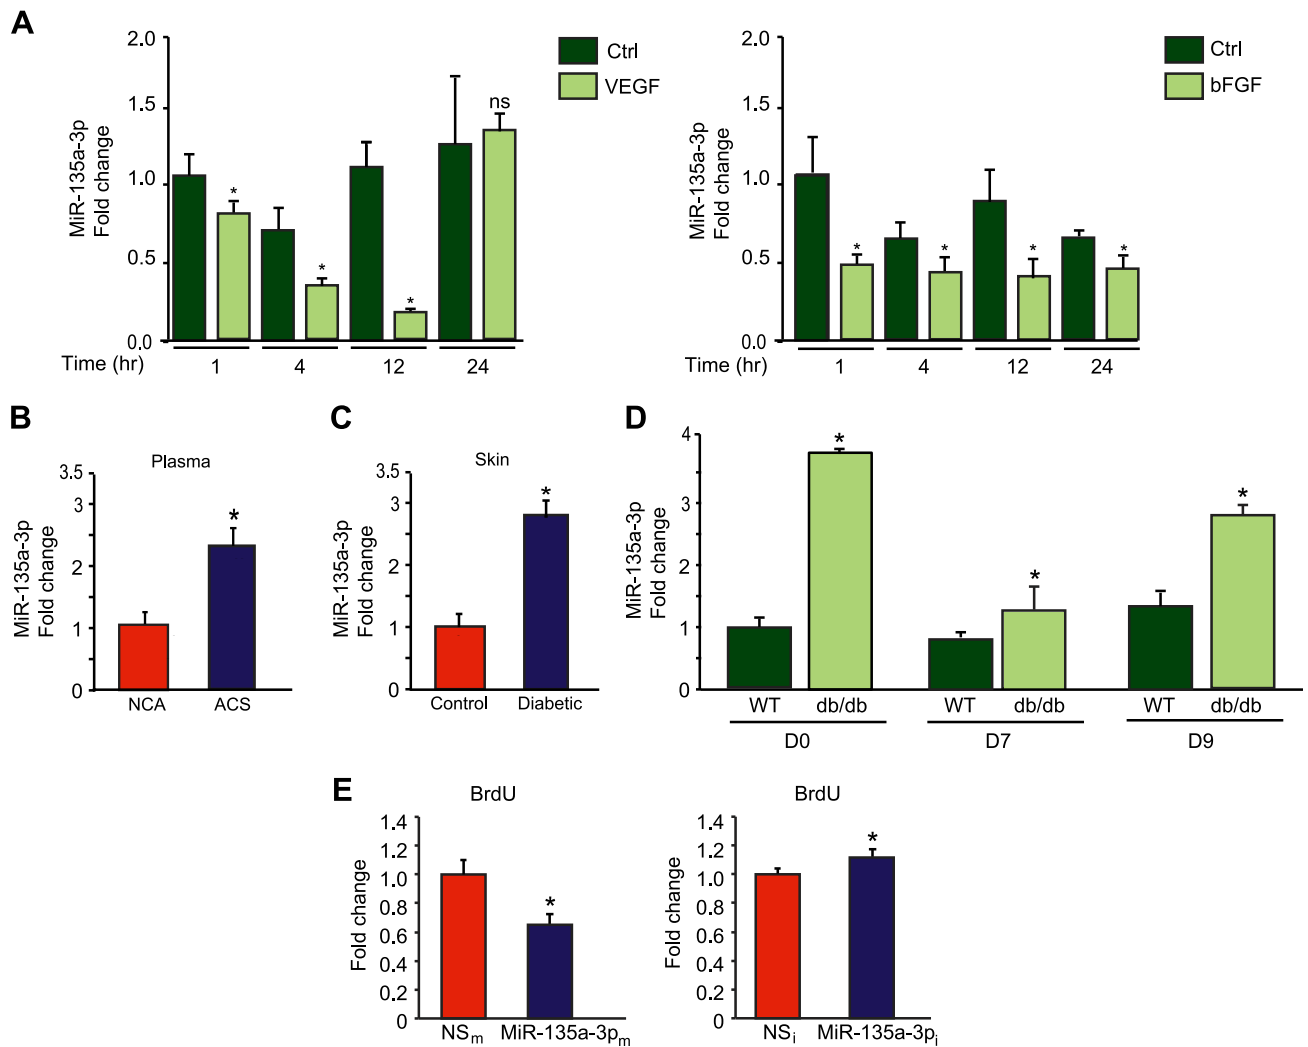 A
2.0
1.5
1.0
0.5
0.0
MiR-135a-3p
Fold change
Ctrl
VEGF
*
*
*
ns
Time (hr)
1
4
12
24
2.0
1.5
1.0
0.5
0.0
MiR-135a-3p
Fold change
Ctrl
bFGF
*
*
*
*
Time (hr)
1
4
12
24
B
Plasma
3.5
3
2
1
0
MiR-135a-3p
Fold change
*
NCA
ACS
C
Skin
3.5
3
2
1
0
MiR-135a-3p
Fold change
*
Control
Diabetic
D
4
3
2
1
0
MiR-135a-3p
Fold change
*
*
*
WT
db/db
WT
db/db
WT
db/db
D0
D7
D9
E
BrdU
1.4
1.2
1.0
0.8
0.6
0.4
0.2
0
Fold change
*
NSm
MiR-135a-3pm
BrdU
1.4
1.2
1.0
0.8
0.6
0.4
0.2
0
Fold change
*
NSi
MiR-135a-3pi